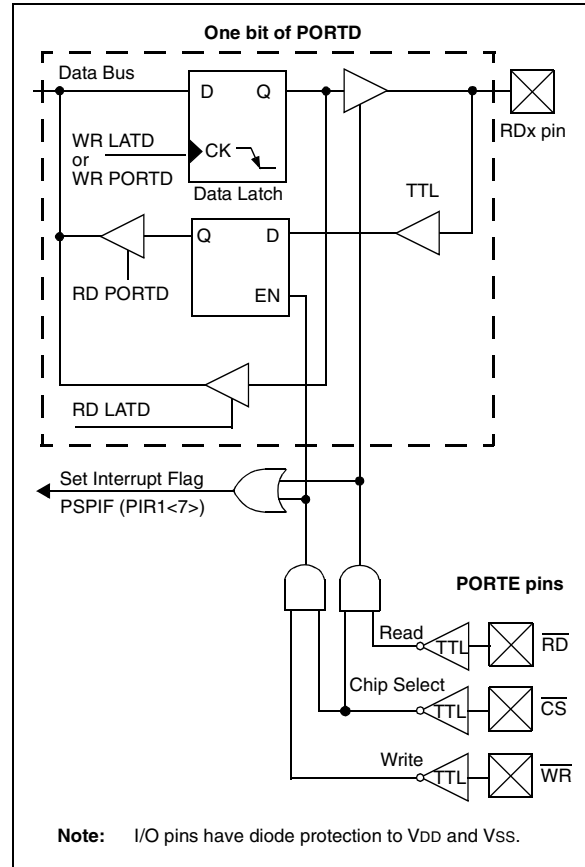 One bit of PORTD
Data Bus
D Q
RDx pin
WR LATD
or
WR PORTD
CK
Data Latch
TTL
Q D
RD PORTD
EN
RD LATD
Set Interrupt Flag
PSPIF (PIR1<7>)
PORTE pins
Read
TTL
RD
Chip Select
TTL
CS
Write
TTL
WR
Note: I/O pins have diode protection to VDD and VSS.